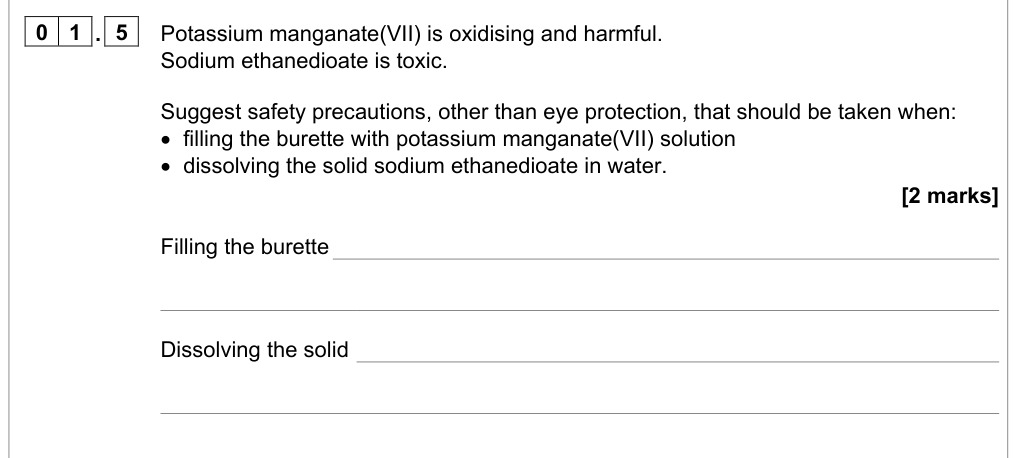 0 1 . 5 Potassium manganate(VII) is oxidising and harmful.
Sodium ethanedioate is toxic.
Suggest safety precautions, other than eye protection, that should be taken when:
• filling the burette with potassium manganate(VII) solution
• dissolving the solid sodium ethanedioate in water.
[2 marks]
Filling the burette
Dissolving the solid